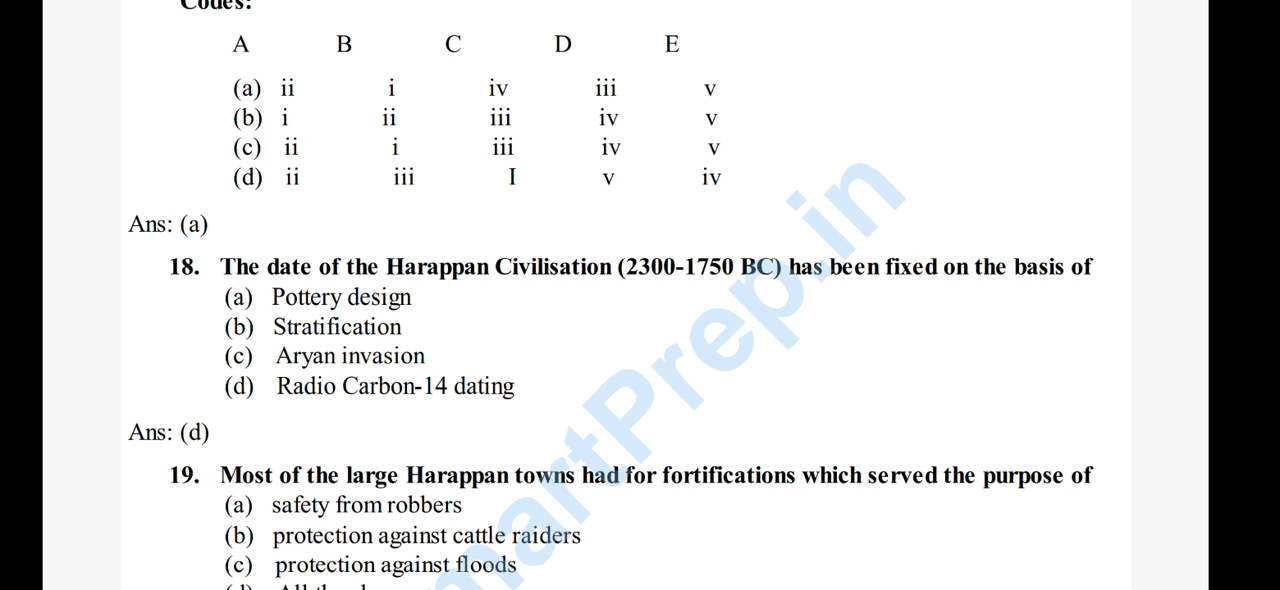 Codes:
A B C D E
(a) ii i iv iii v
(b) i ii iii iv v
(c) ii i iii iv v
(d) ii iii I v iv
Ans: (a)
18. The date of the Harappan Civilisation (2300-1750 BC) has been fixed on the basis of
(a) Pottery design
(b) Stratification
(c) Aryan invasion
(d) Radio Carbon-14 dating
Ans: (d)
19. Most of the large Harappan towns had for fortifications which served the purpose of
(a) safety from robbers
(b) protection against cattle raiders
(c) protection against floods
martPrep.in